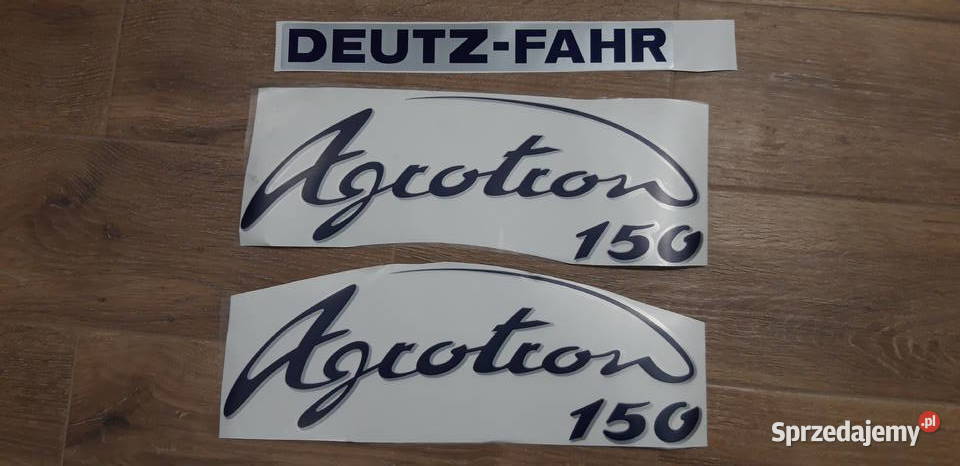 DEUTZ-FAHR
Agrotron
150
Agrotron
150
Sprzedajemy.pl